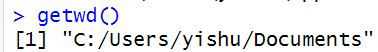 > getwd()
[1] "C:/Users/yishu/Documents"